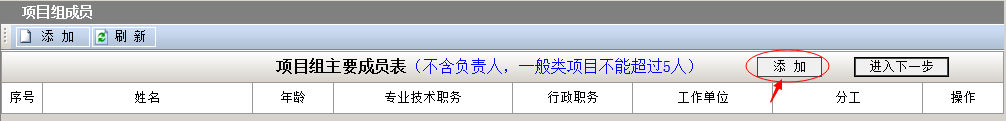 项目组成员
添 加 刷 新
项目组主要成员表（不含负责人，一般类项目不能超过5人） 添 加 进入下一步
序号 姓名 年龄 专业技术职务 行政职务 工作单位 分工 操作